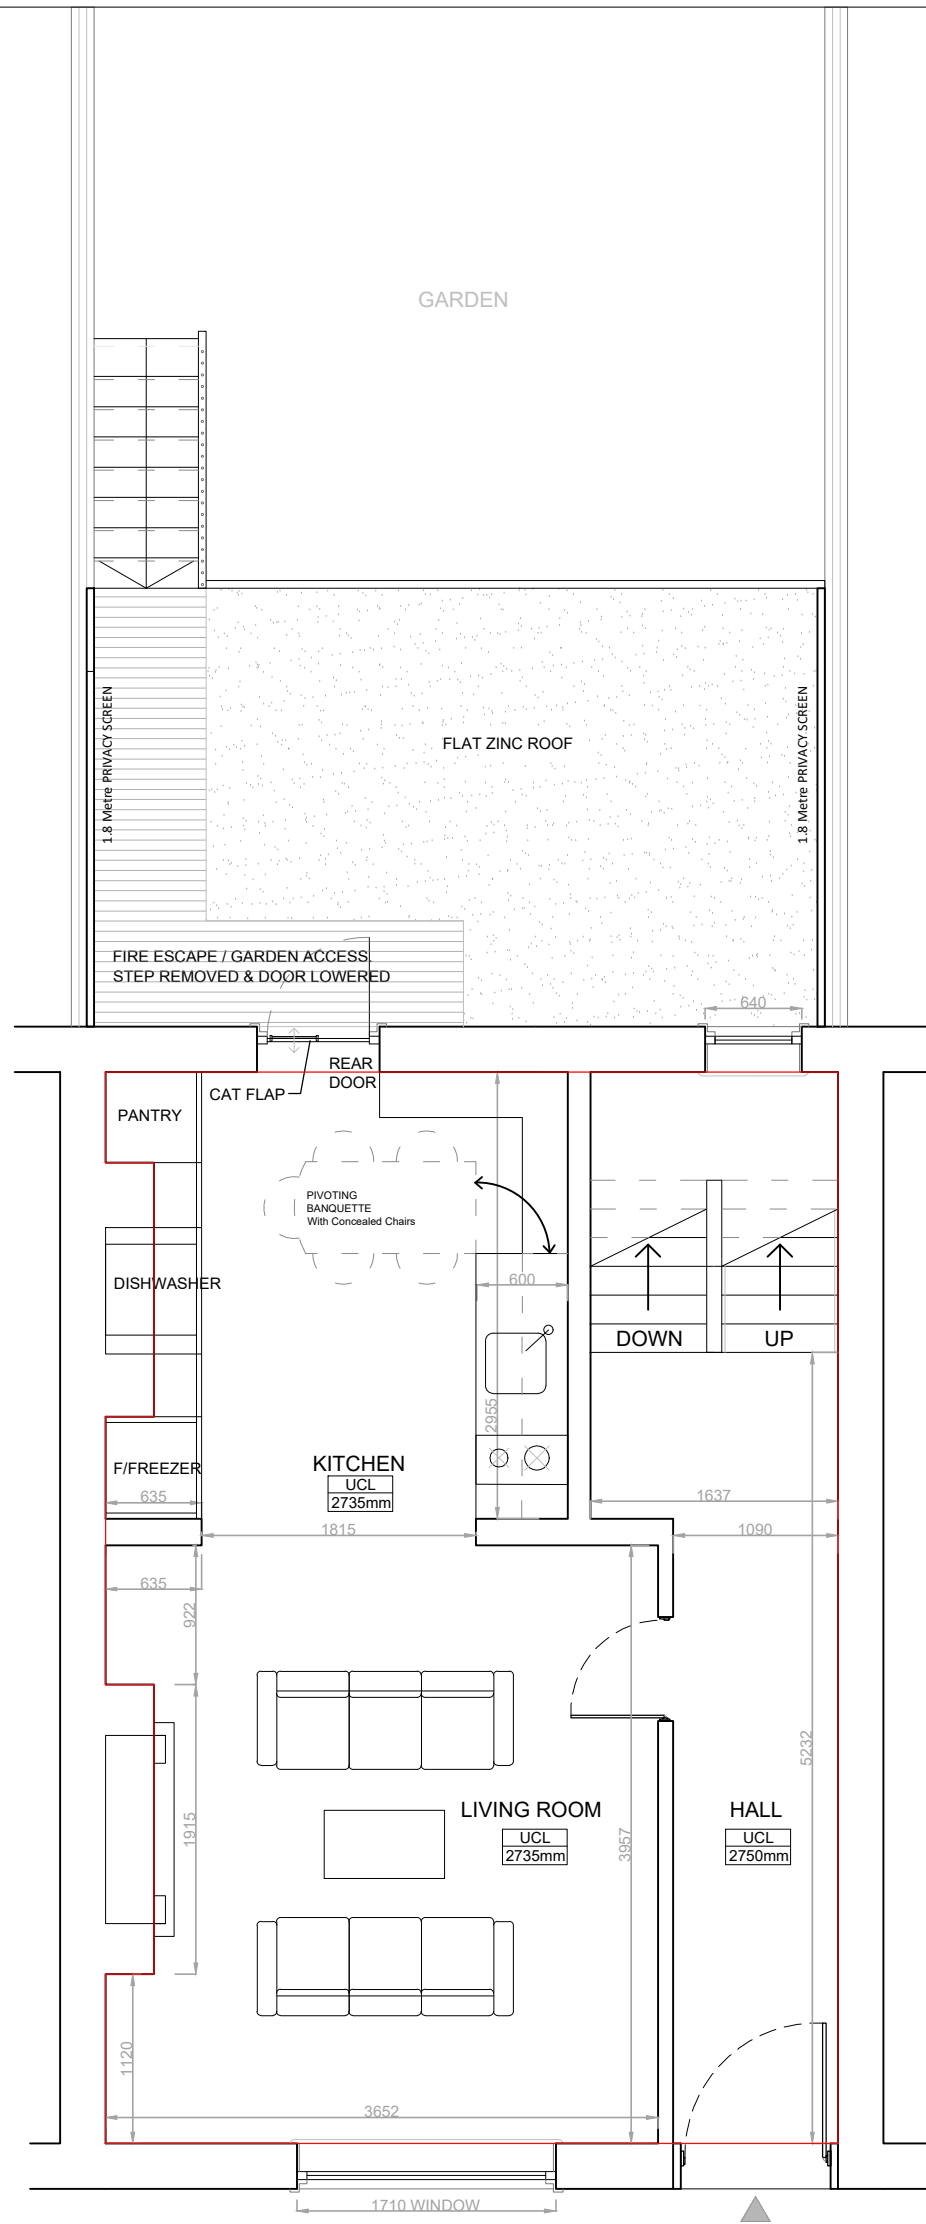 GARDEN
1.8 Metre PRIVACY SCREEN
1.8 Metre PRIVACY SCREEN
FLAT ZINC ROOF
FIRE ESCAPE / GARDEN ACCESS.
STEP REMOVED & DOOR LOWERED
640
REAR
DOOR
CAT FLAP
PANTRY
PIVOTING
BANQUETTE
With Concealed Chairs
DISHWASHER
600
DOWN
UP
2955
KITCHEN
UCL
2735mm
F/FREEZER
635
1815
1637
1090
635
922
5232
LIVING ROOM
UCL
2735mm
HALL
UCL
2750mm
1915
3957
1120
3652
1710 WINDOW